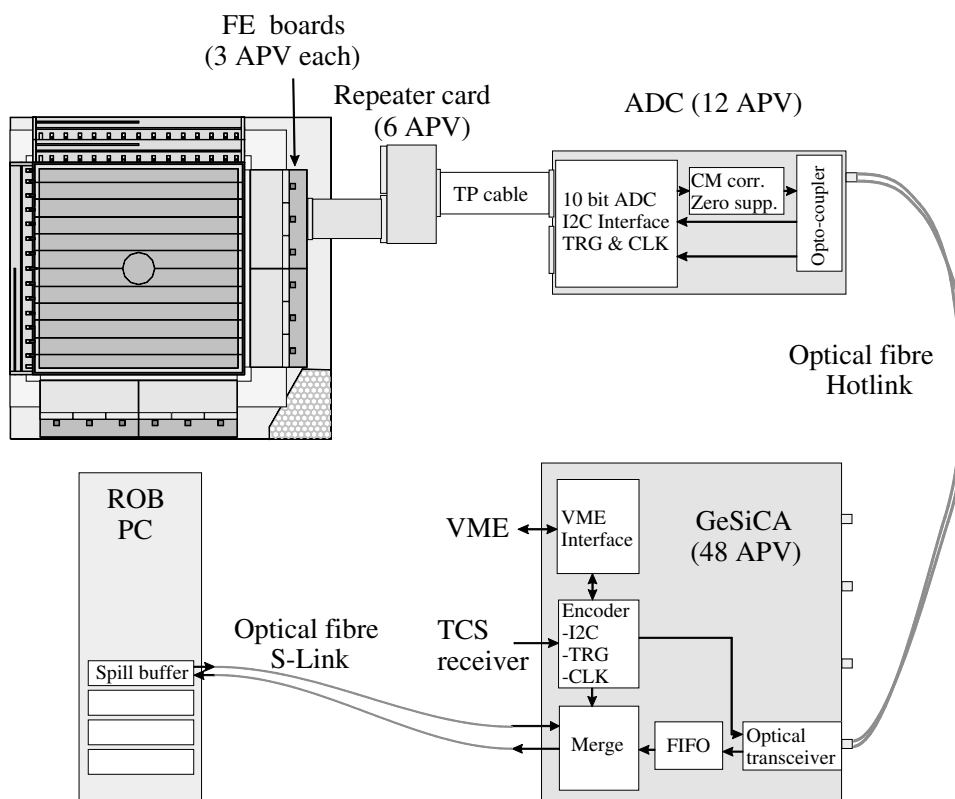 FE boards
(3 APV each)
Repeater card
(6 APV)
ADC (12 APV)
TP cable
10 bit ADC
I2C Interface
TRG & CLK
CM corr.
Zero supp.
Opto-coupler
Optical fibre
Hotlink
ROB
PC
Spill buffer
Optical fibre
S-Link
VME
TCS
receiver
GeSiCA
(48 APV)
VME
Interface
Encoder
-I2C
-TRG
-CLK
Merge
FIFO
Optical
transceiver